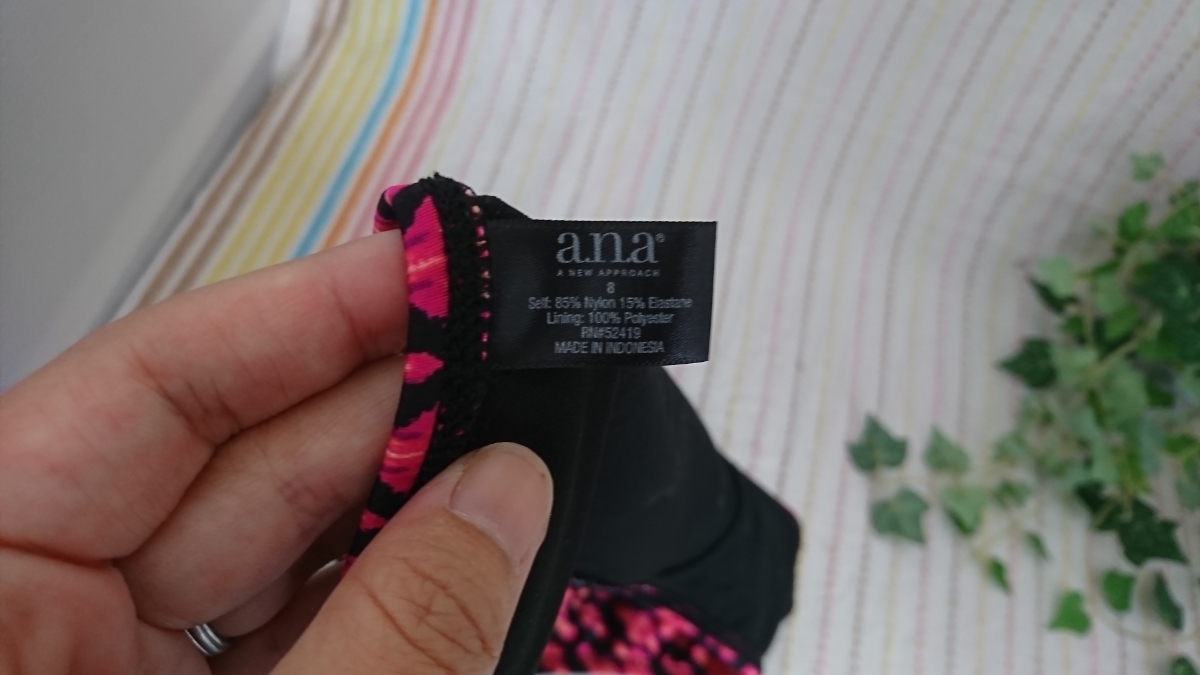 a.n.a®
A NEW APPROACH
8
Self: 85% Nylon 15% Elastane
Lining: 100% Polyester
RN#52419
MADE IN INDONESIA